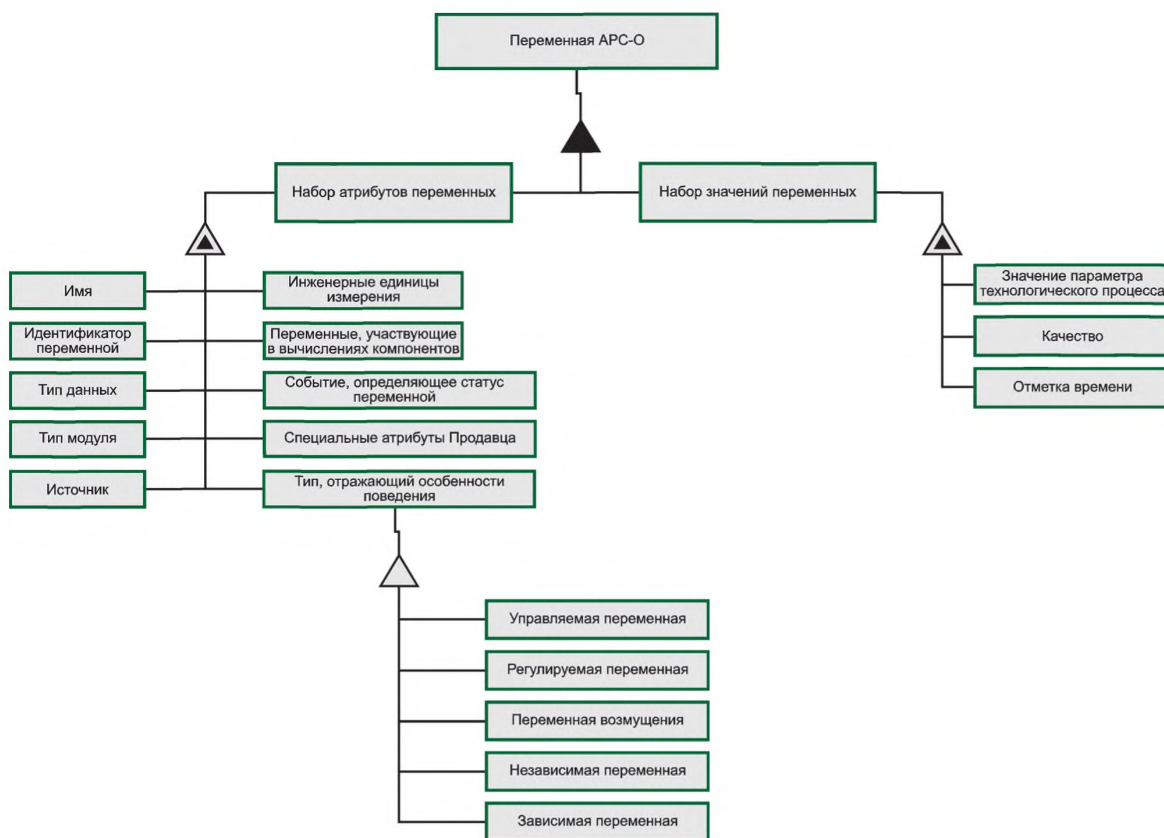 Переменная АРС-О
Набор атрибутов переменных
Набор значений переменных
Имя
Инженерные единицы
измерения
Идентификатор
переменной
Переменные, участвующие
в вычислениях компонентов
Тип данных
Событие, определяющее статус
переменной
Тип модуля
Специальные атрибуты Продавца
Источник
Тип, отражающий особенности
поведения
Значение параметра
технологического процесса
Качество
Отметка времени
Управляемая переменная
Регулируемая переменная
Переменная возмущения
Независимая переменная
Зависимая переменная